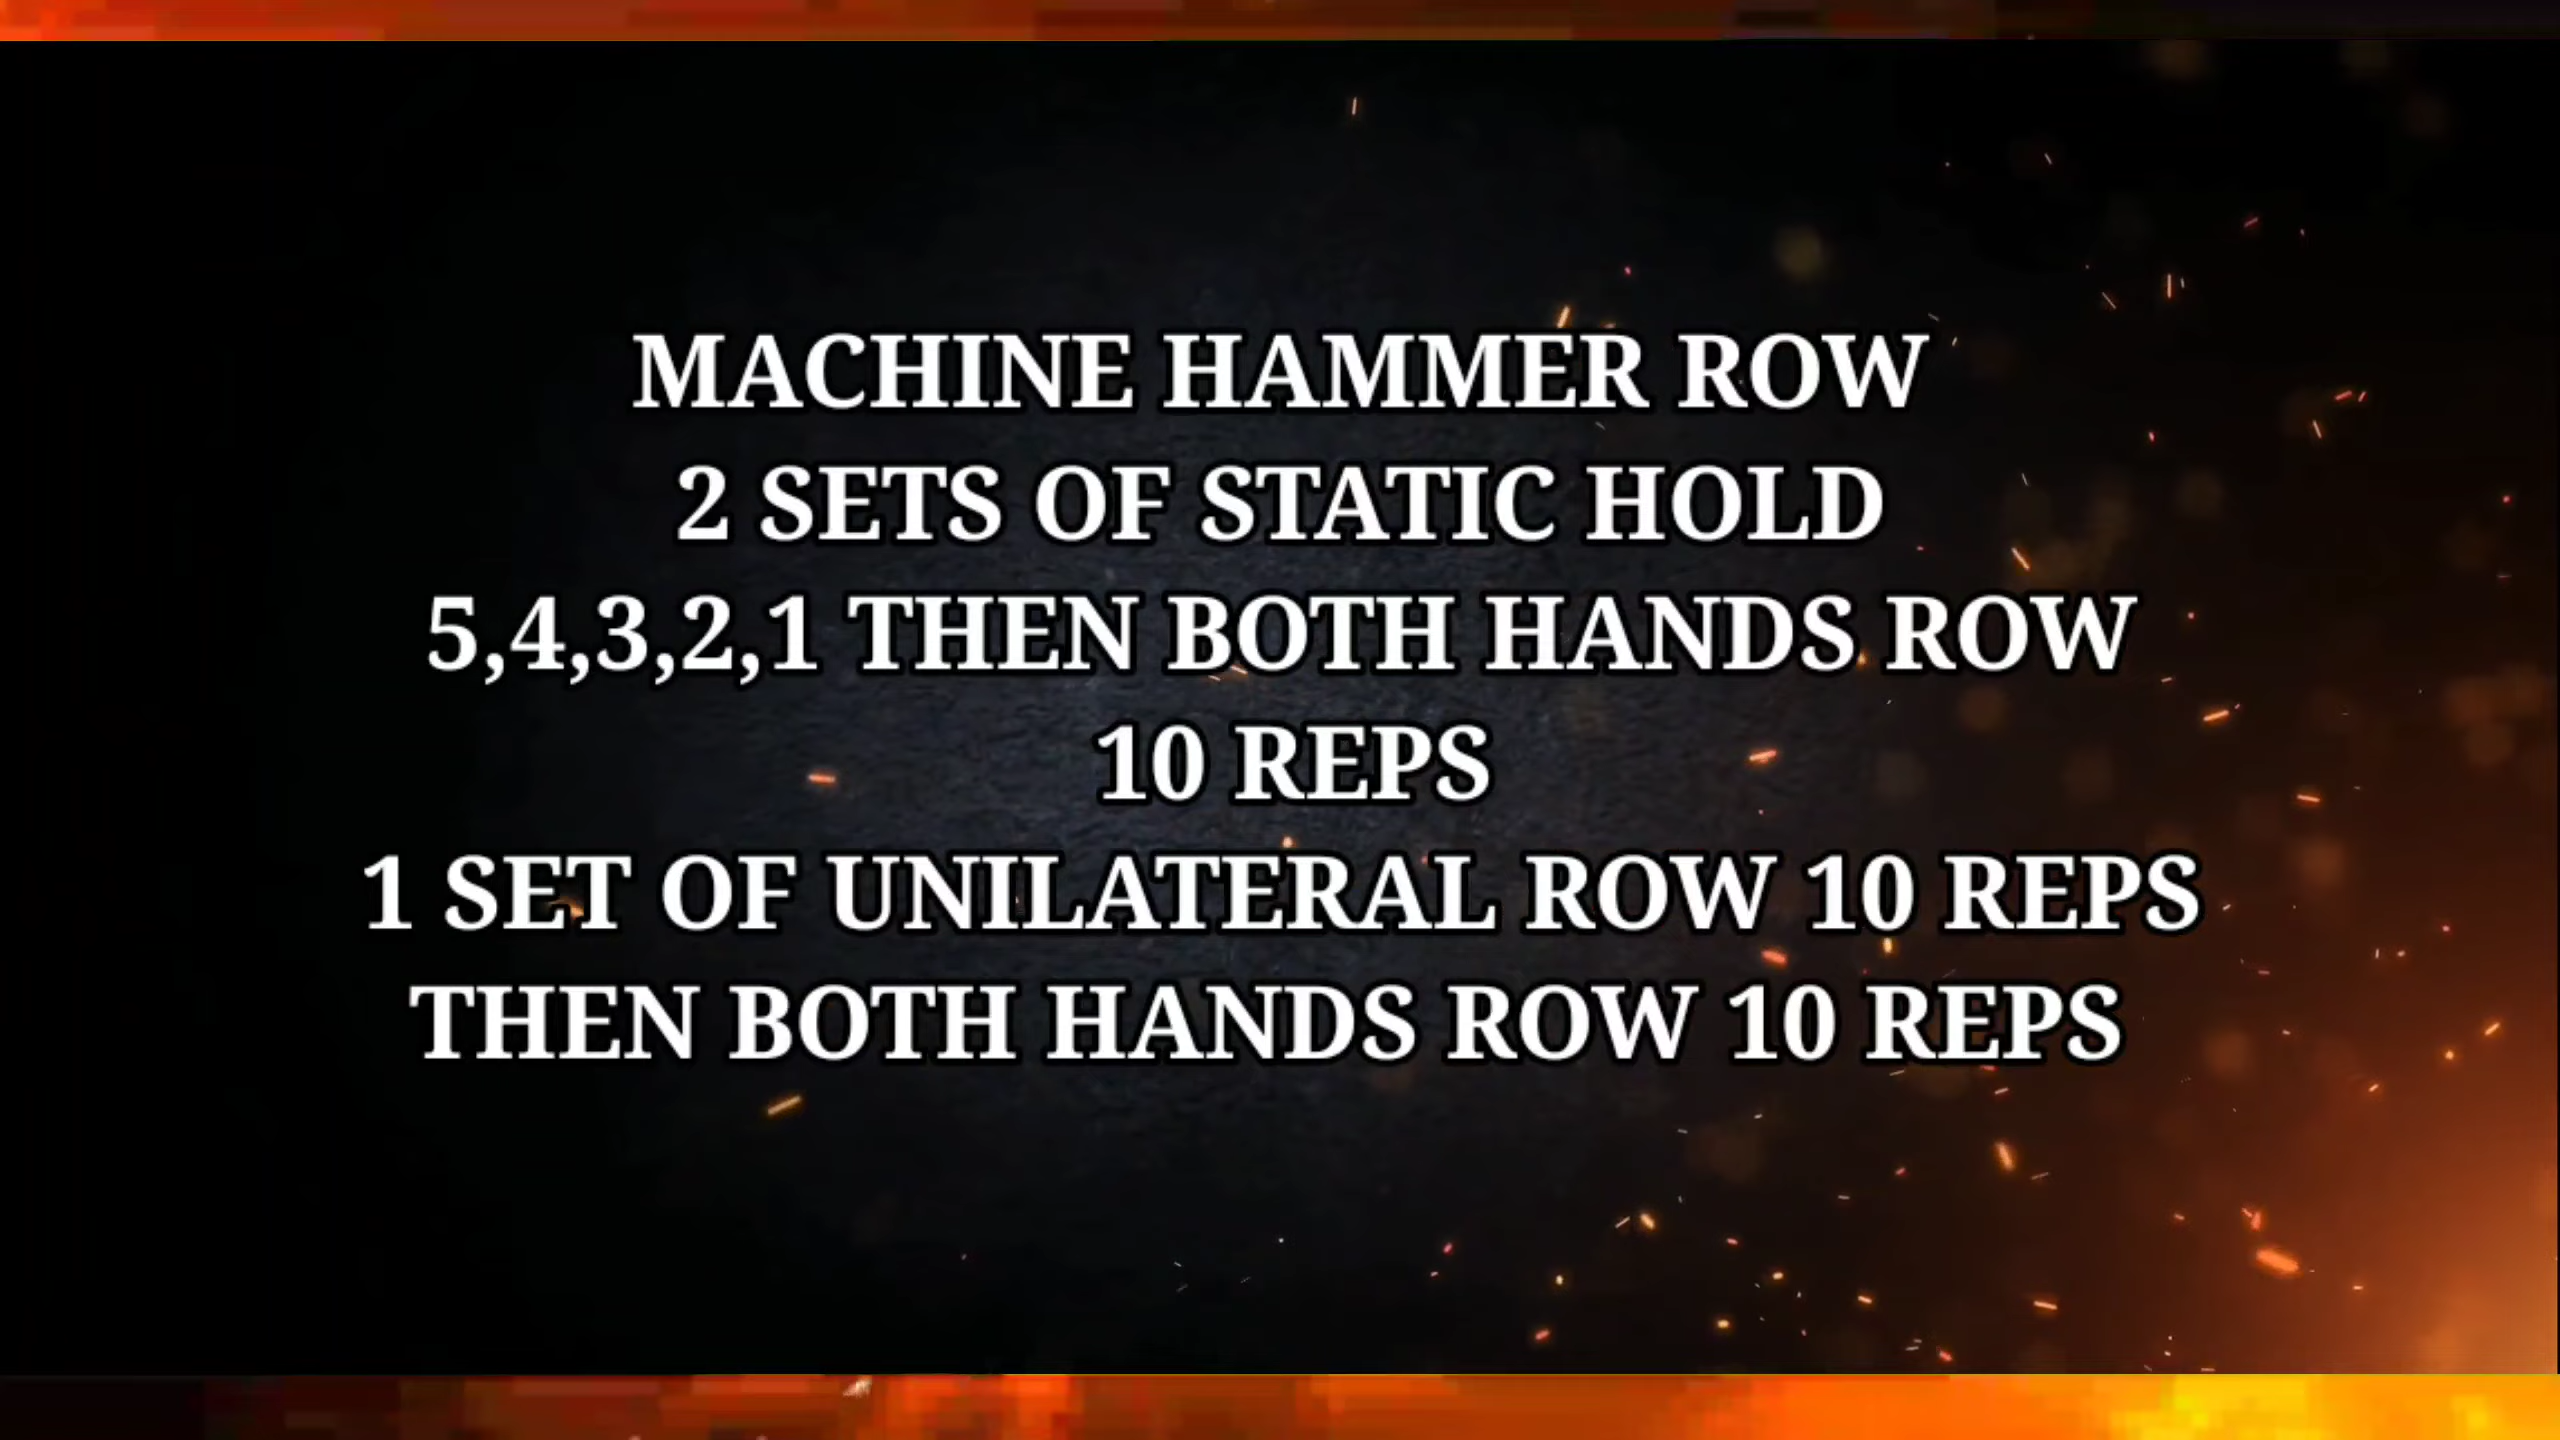 MACHINE HAMMER ROW
2 SETS OF STATIC HOLD
5,4,3,2,1 THEN BOTH HANDS ROW
10 REPS
1 SET OF UNILATERAL ROW 10 REPS
THEN BOTH HANDS ROW 10 REPS